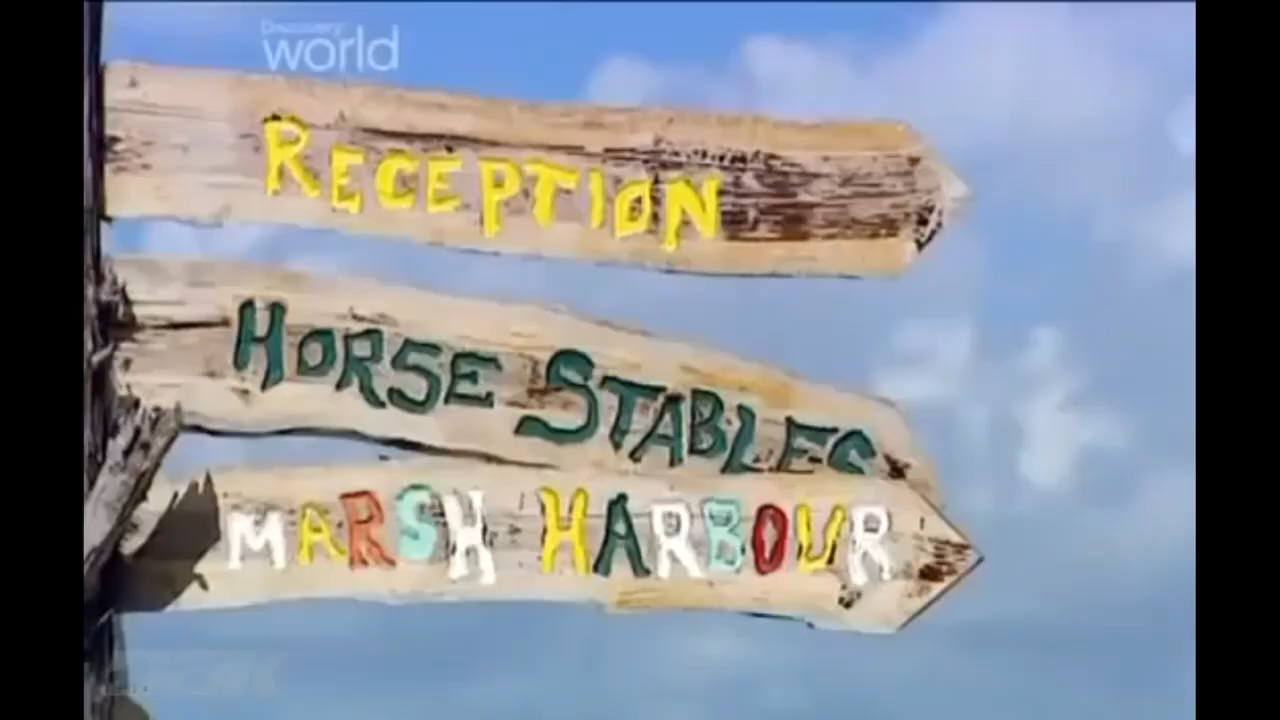 Discovery
world
RECEPTION
HORSE STABLES
MARSH HARBOUR